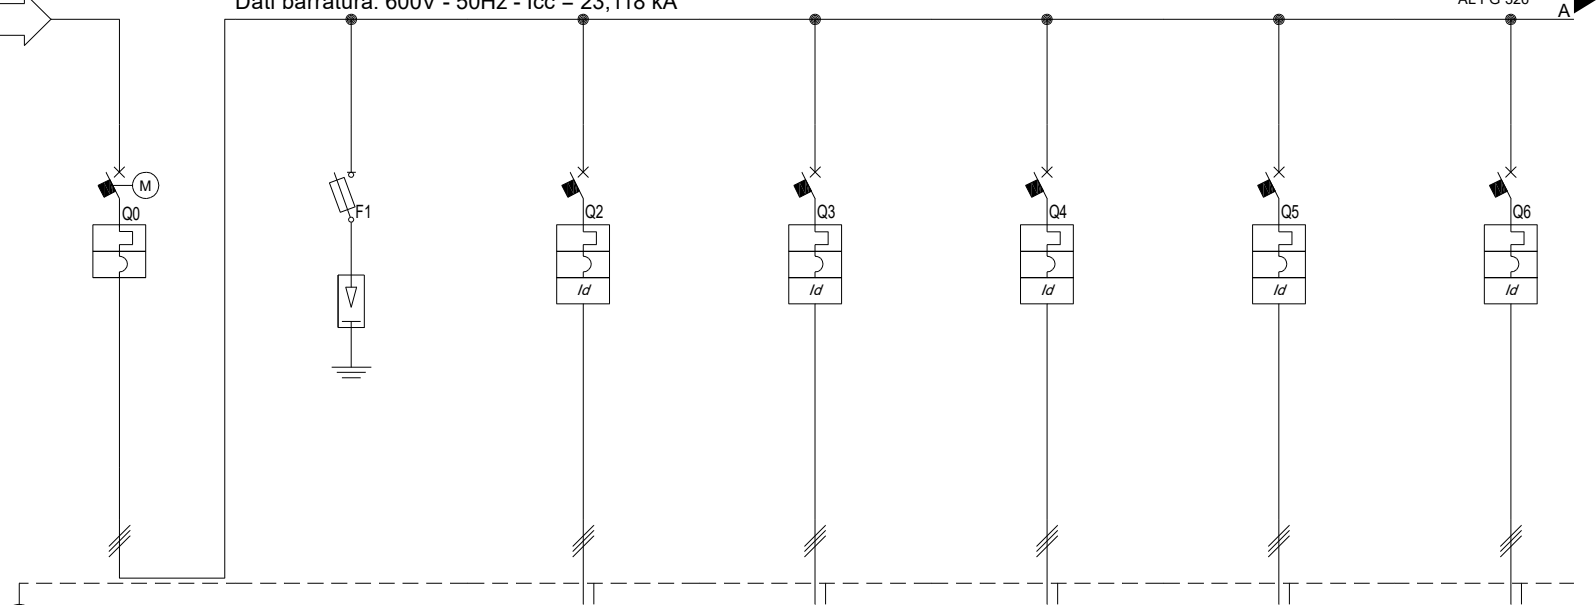 Dati barratura: 600V - 50Hz - Icc = 23,118 kA
A
M
Q0
F1
Q2
Q3
Q4
Q5
Q6
Id
Id
Id
Id
Id